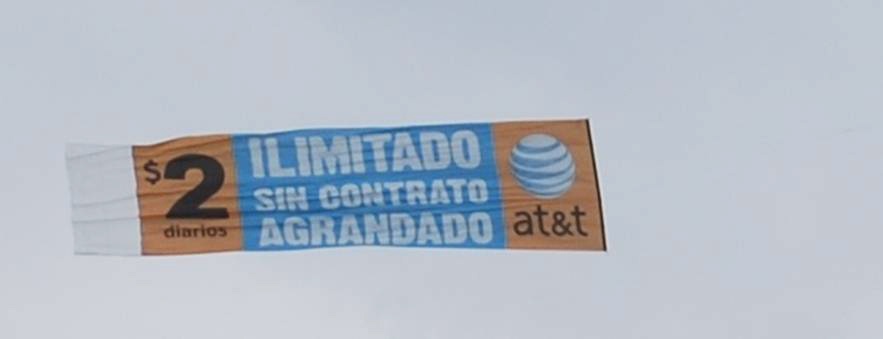 $2
diarios
ILIMITADO
SIN CONTRATO
AGRANDADO
at&t